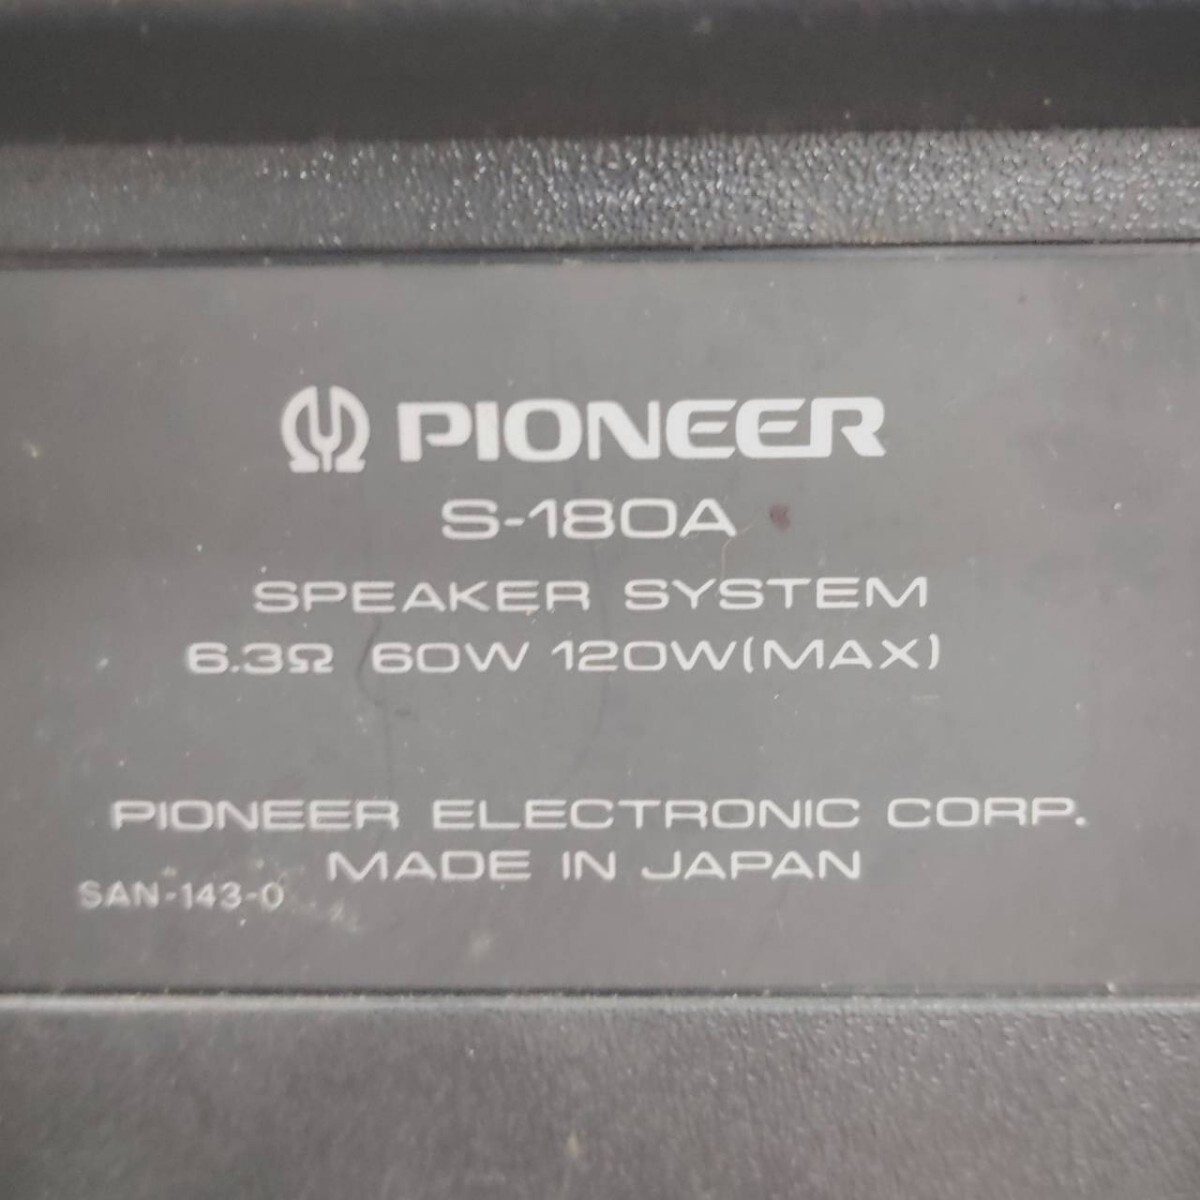 PIONEER
S-180A
SPEAKER SYSTEM
6.3Ω 60W 120W(MAX)
PIONEER ELECTRONIC CORP.
MADE IN JAPAN
SAN-143-0